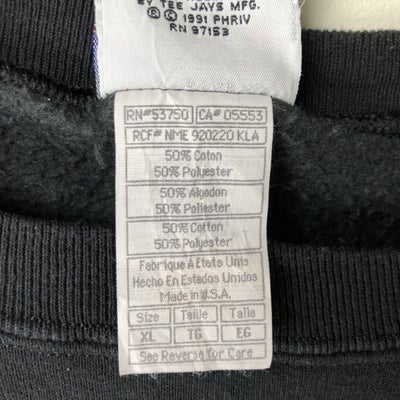 BY TEE JAYS MFG.
® © 1991 PHRIV
RN 97153
RN# 53750 CA# 05553
RCF# NME 920220 KLA
50% Coton
50% Polyester
50% Algodon
50% Poliester
50% Cotton
50% Polyester
Fabrique A Etats Unis
Hecho En Estados Unidos
Made in U.S.A.
Size Taille Talla
XL TG EG
See Reverse for Care